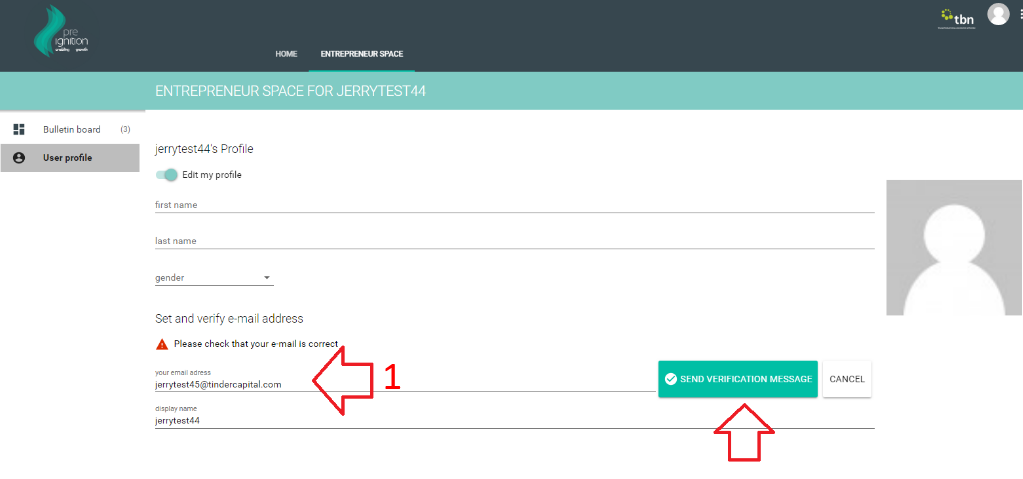 pre
ignition
tbn
HOME
ENTREPRENEUR SPACE
ENTREPRENEUR SPACE FOR JERRYTEST44
Bulletin board (3)
User profile
jerrytest44's Profile
Edit my profile
first name
last name
gender
Set and verify e-mail address
Please check that your e-mail is correct
your email adress
jerrytest45@tindercapital.com
1
SEND VERIFICATION MESSAGE
CANCEL
display name
jerrytest44